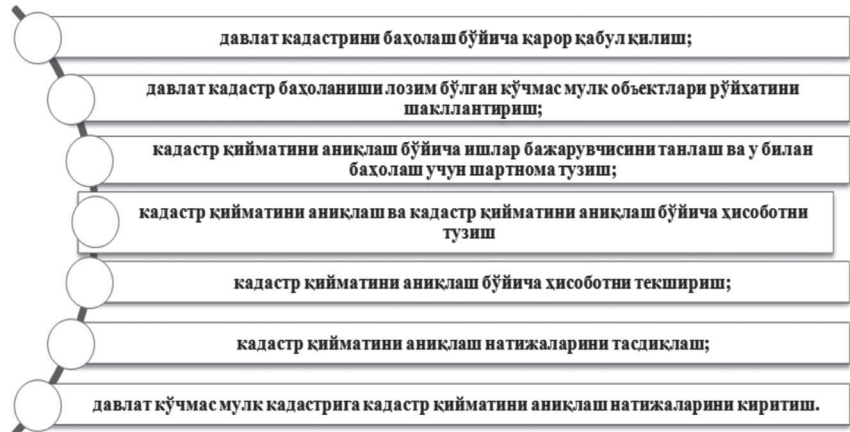 давлат кадастрини баҳолаш бўйича қарор қабул қилиш;
давлат кадастр баҳоланиши лозим бўлган кўчмас мулк объектлари рўйхатини
шакллантириш;
кадастр қийматини аниқлаш бўйича ишлар бажарувчисини танлаш ва у билан
баҳолаш учун шартнома тузиш;
кадастр қийматини аниқлаш ва кадастр қийматини аниқлаш бўйича ҳисоботни
тузиш
кадастр қийматини аниқлаш бўйича ҳисоботни текшириш;
кадастр қийматини аниқлаш натижаларини тасдиқлаш;
давлат кўчмас мулк кадастрига кадастр қийматини аниқлаш натижаларини киритиш.